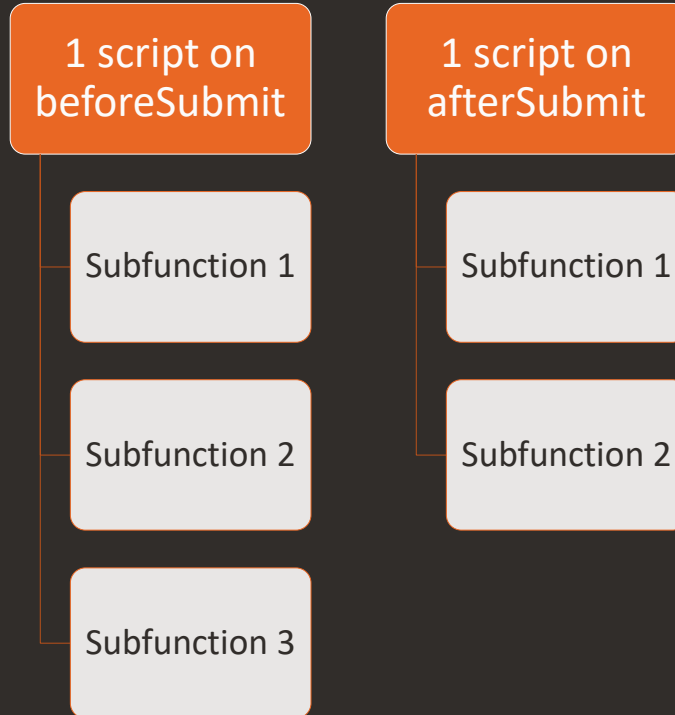 1 script on
beforeSubmit
Subfunction 1
Subfunction 2
Subfunction 3
1 script on
afterSubmit
Subfunction 1
Subfunction 2